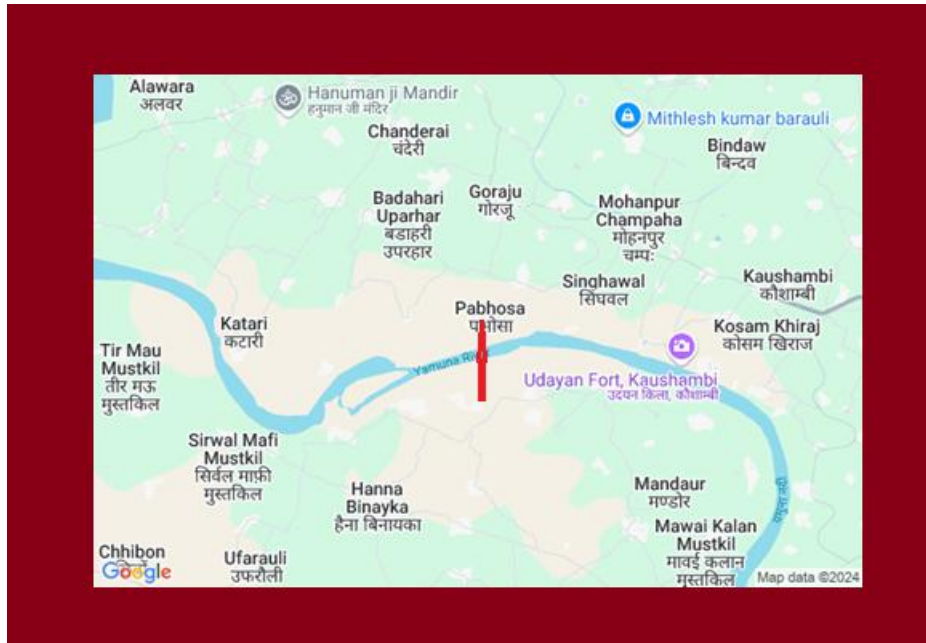 Alawara
अलवर
Hanuman ji Mandir
हनुमान जी मंदिर
Chanderai
चंदेरी
Mithlesh kumar barauli
Bindaw
बिन्दव
Badahari
Uparhar
बडाहरी
उपरहार
Goraju
गोरजू
Mohanpur
Champaha
मोहनपुर
चम्पः
Singhawal
सिंघवल
Kaushambi
कौशाम्बी
Pabhosa
Katari
कटारी
Kosam Khiraj
कोसम खिराज
Tir Mau
Mustkil
तीर मऊ
मुस्तकिल
Yamuna
Udayan Fort, Kaushambi
उदयन किला, कौशाम्बी
Sirwal Mafi
Mustkil
सिर्वल माफ़ी
मुस्तकिल
Hanna
Binayka
हैना बिनायका
Mandaur
मण्डोर
यमुना नदी
Mawai Kalan
Mustkil
मावई कलान
मुस्तकिल
Chhibon
Google
Ufarauli
उफरौली
Map data ©2024